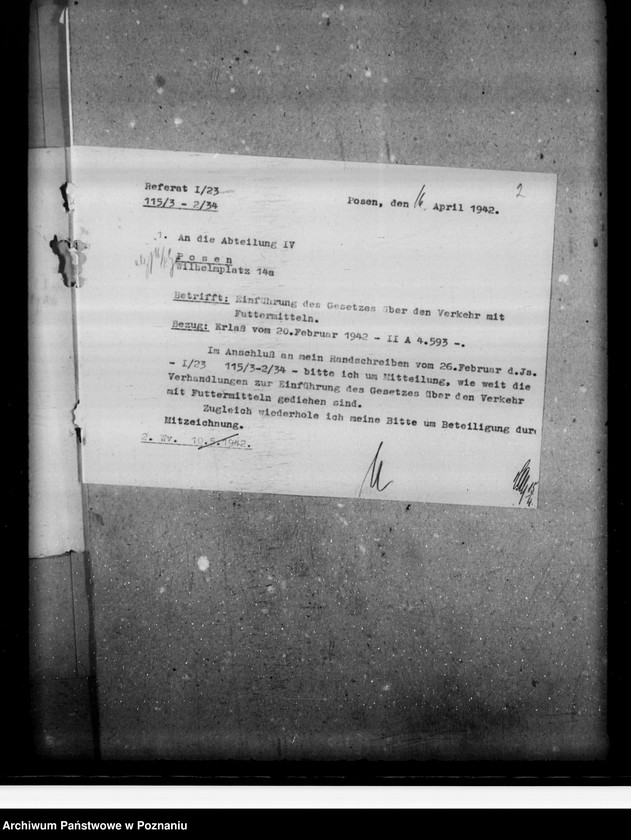 2
Referat I/23
115/3 - 2/34
Posen, den 16. April 1942.
1. An die Abteilung IV
Posen
Wilhelmplatz 14a
Betrifft: Einführung des Gesetzes über den Verkehr mit
Futtermitteln.
Bezug: Erlaß vom 20.Februar 1942 - II A 4.593 -.
Im Anschluß an mein Handschreiben vom 26.Februar d.Js.
- I/23 115/3-2/34 - bitte ich um Mitteilung, wie weit die
Verhandlungen zur Einführung des Gesetzes über den Verkehr
mit Futtermitteln gediehen sind.
Zugleich wiederhole ich meine Bitte um Beteiligung dur
Mitzeichnung.
2. Wv. 10.5.1942.
Archiwum Państwowe w Poznaniu